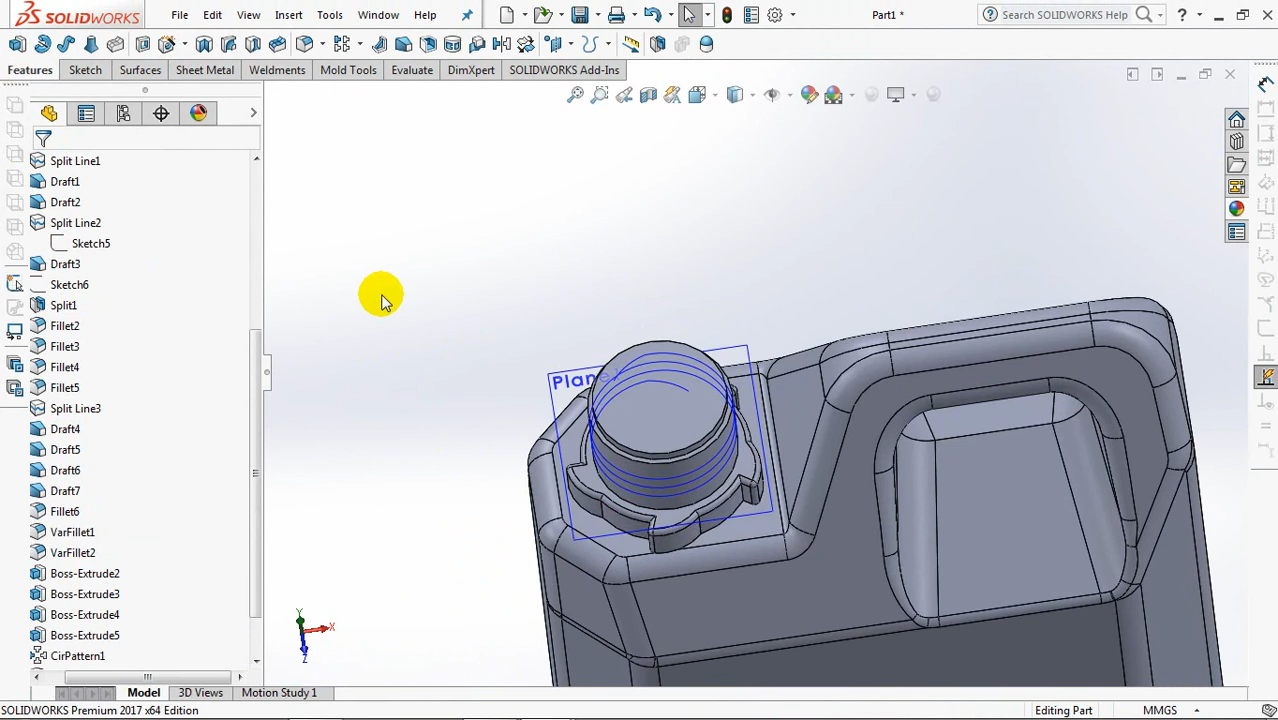 SOLIDWORKS File Edit View Insert Tools Window Help Part1 * Search SOLIDWORKS Help ?
Features Sketch Surfaces Sheet Metal Weldments Mold Tools Evaluate DimXpert SOLIDWORKS Add-Ins
Split Line1
Draft1
Draft2
Split Line2
Sketch5
Draft3
Sketch6
Split1
Fillet2
Fillet3
Fillet4
Fillet5
Split Line3
Draft4
Draft5
Draft6
Draft7
Fillet6
VarFillet1
VarFillet2
Boss-Extrude2
Boss-Extrude3
Boss-Extrude4
Boss-Extrude5
CirPattern1
Y
X
Z
Model 3D Views Motion Study 1
SOLIDWORKS Premium 2017 x64 Edition Editing Part MMGS